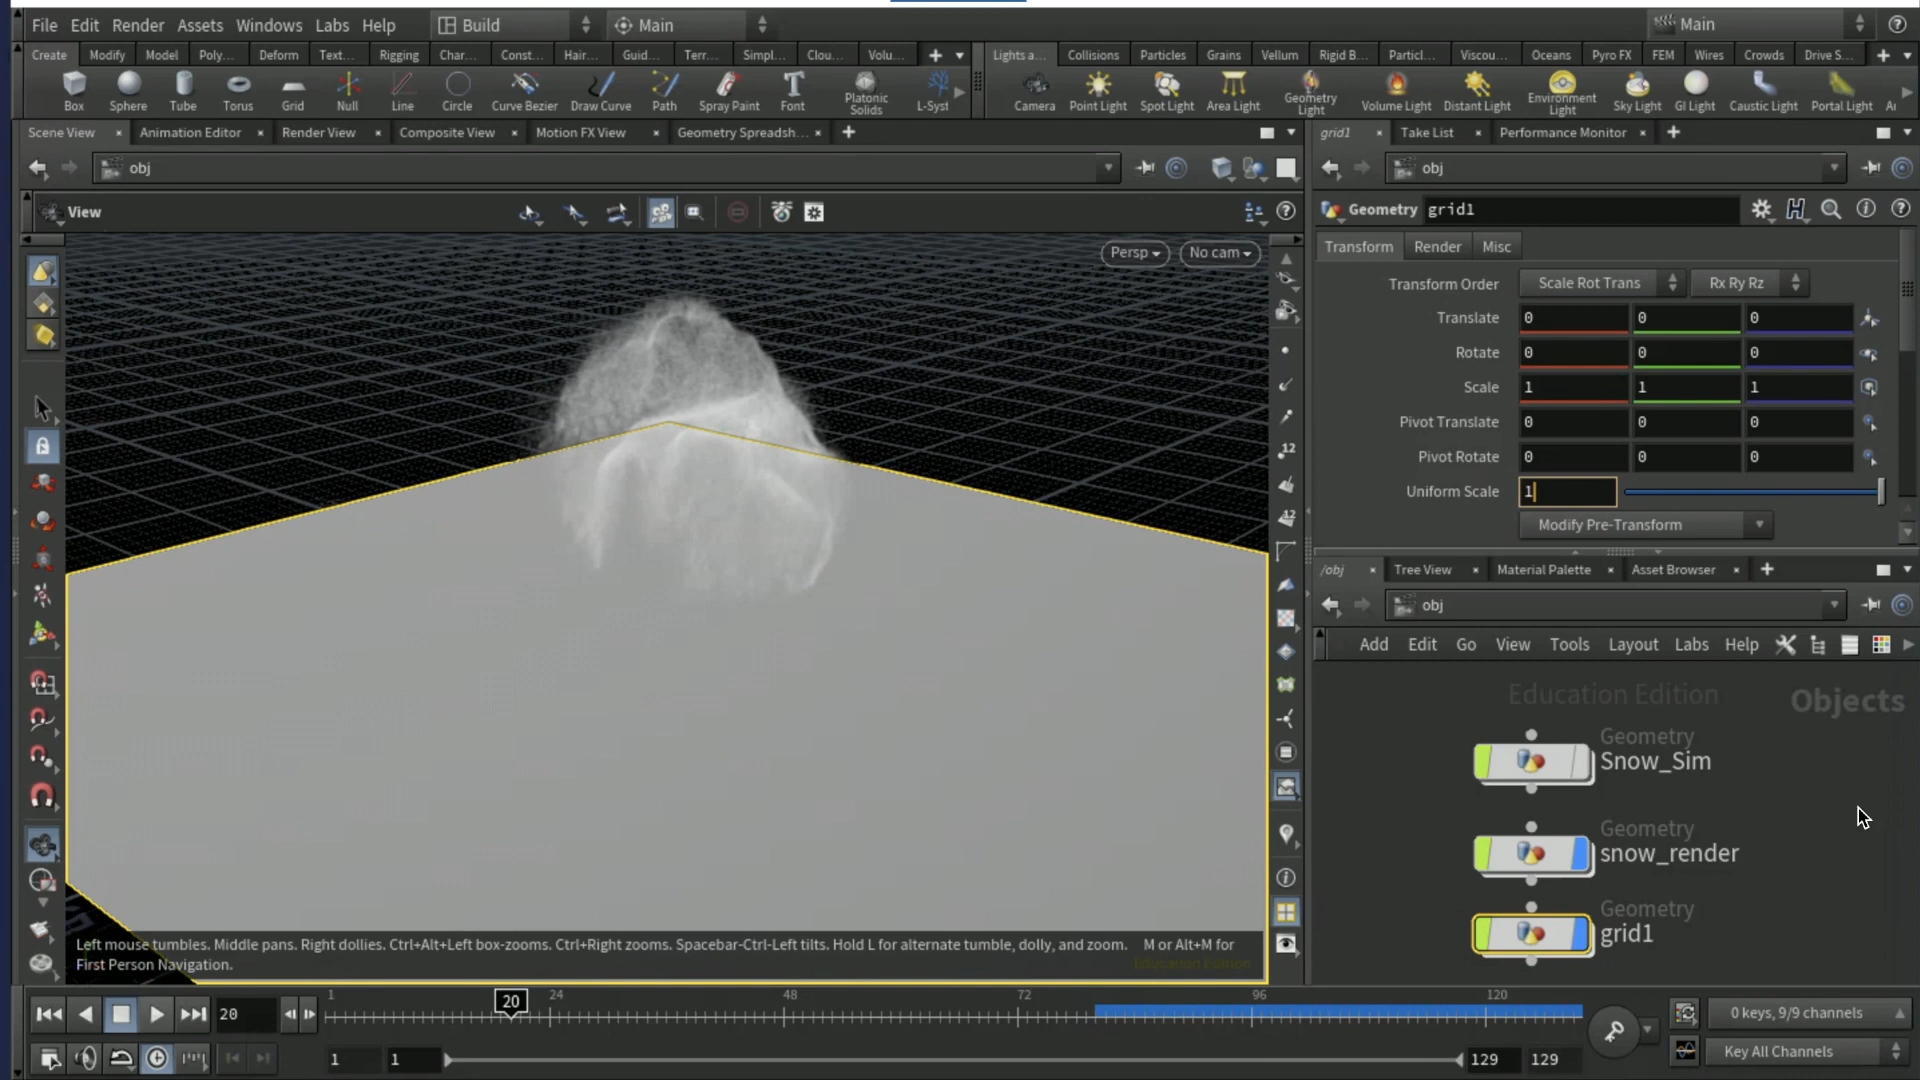 File Edit Render Assets Windows Labs Help Build Main Main
Create Modify Model Poly... Deform Text... Rigging Char... Const... Hair... Guid... Terr... Simpl... Clou... Volu... Lights a... Collisions Particles Grains Vellum Rigid B... Particl... Viscou... Oceans Pyro FX FEM Wires Crowds Drive S...
Box Sphere Tube Torus Grid Null Line Circle Curve Bezier Draw Curve Path Spray Paint Font Platonic Solids L-Syst Camera Point Light Spot Light Area Light Geometry Light Volume Light Distant Light Environment Light Sky Light GI Light Caustic Light Portal Light
Scene View Animation Editor Render View Composite View Motion FX View Geometry Spreadsh... grid1 Take List Performance Monitor
obj obj
View
Geometry grid1
Persp No cam
Transform Render Misc
Transform Order Scale Rot Trans Rx Ry Rz
Translate 0 0 0
Rotate 0 0 0
Scale 1 1 1
Pivot Translate 0 0 0
Pivot Rotate 0 0 0
Uniform Scale 1
Modify Pre-Transform
/obj Tree View Material Palette Asset Browser
obj
Add Edit Go View Tools Layout Labs Help
Education Edition Objects
Geometry
Snow_Sim
Geometry
snow_render
Geometry
grid1
12
12
Left mouse tumbles. Middle pans. Right dollies. Ctrl+Alt+Left box-zooms. Ctrl+Right zooms. Spacebar-Ctrl-Left tilts. Hold L for alternate tumble, dolly, and zoom. M or Alt+M for
First Person Navigation. Education Edition
1 20 24 48 72 96 120
20 0 keys, 9/9 channels
1 1 129 129 Key All Channels